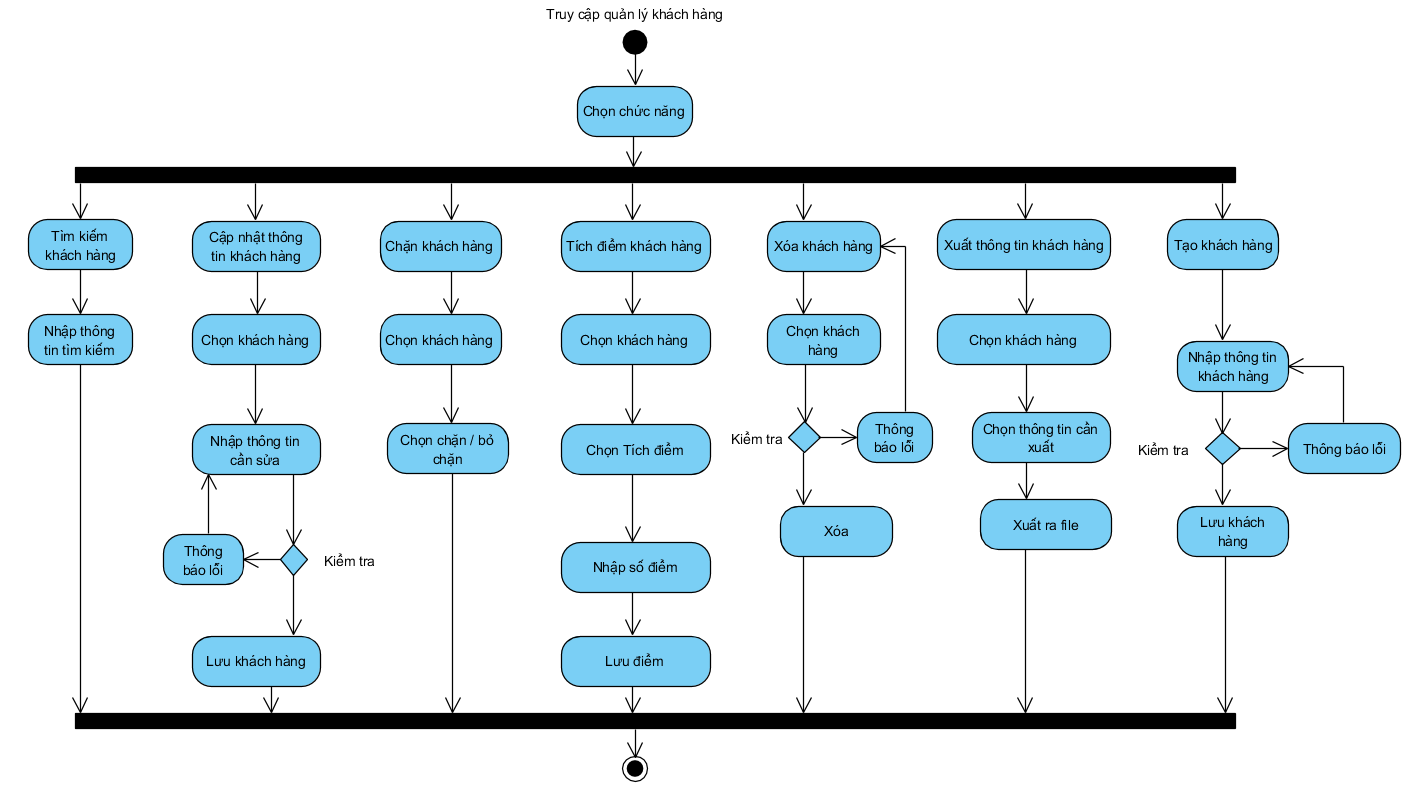 Truy cập quản lý khách hàng
Chọn chức năng
Tìm kiếm
khách hàng
Cập nhật thông
tin khách hàng
Chặn khách hàng
Tích điểm khách hàng
Xóa khách hàng
Xuất thông tin khách hàng
Tạo khách hàng
Nhập thông
tin tìm kiếm
Chọn khách hàng
Chọn khách hàng
Chọn khách hàng
Chọn khách
hàng
Chọn khách hàng
Nhập thông tin
khách hàng
Nhập thông tin
cần sửa
Chọn chặn / bỏ
chặn
Chọn Tích điểm
Kiểm tra
Thông
báo lỗi
Chọn thông tin cần
xuất
Kiểm tra
Thông báo lỗi
Thông
báo lỗi
Kiểm tra
Nhập số điểm
Xóa
Xuất ra file
Lưu khách
hàng
Lưu khách hàng
Lưu điểm